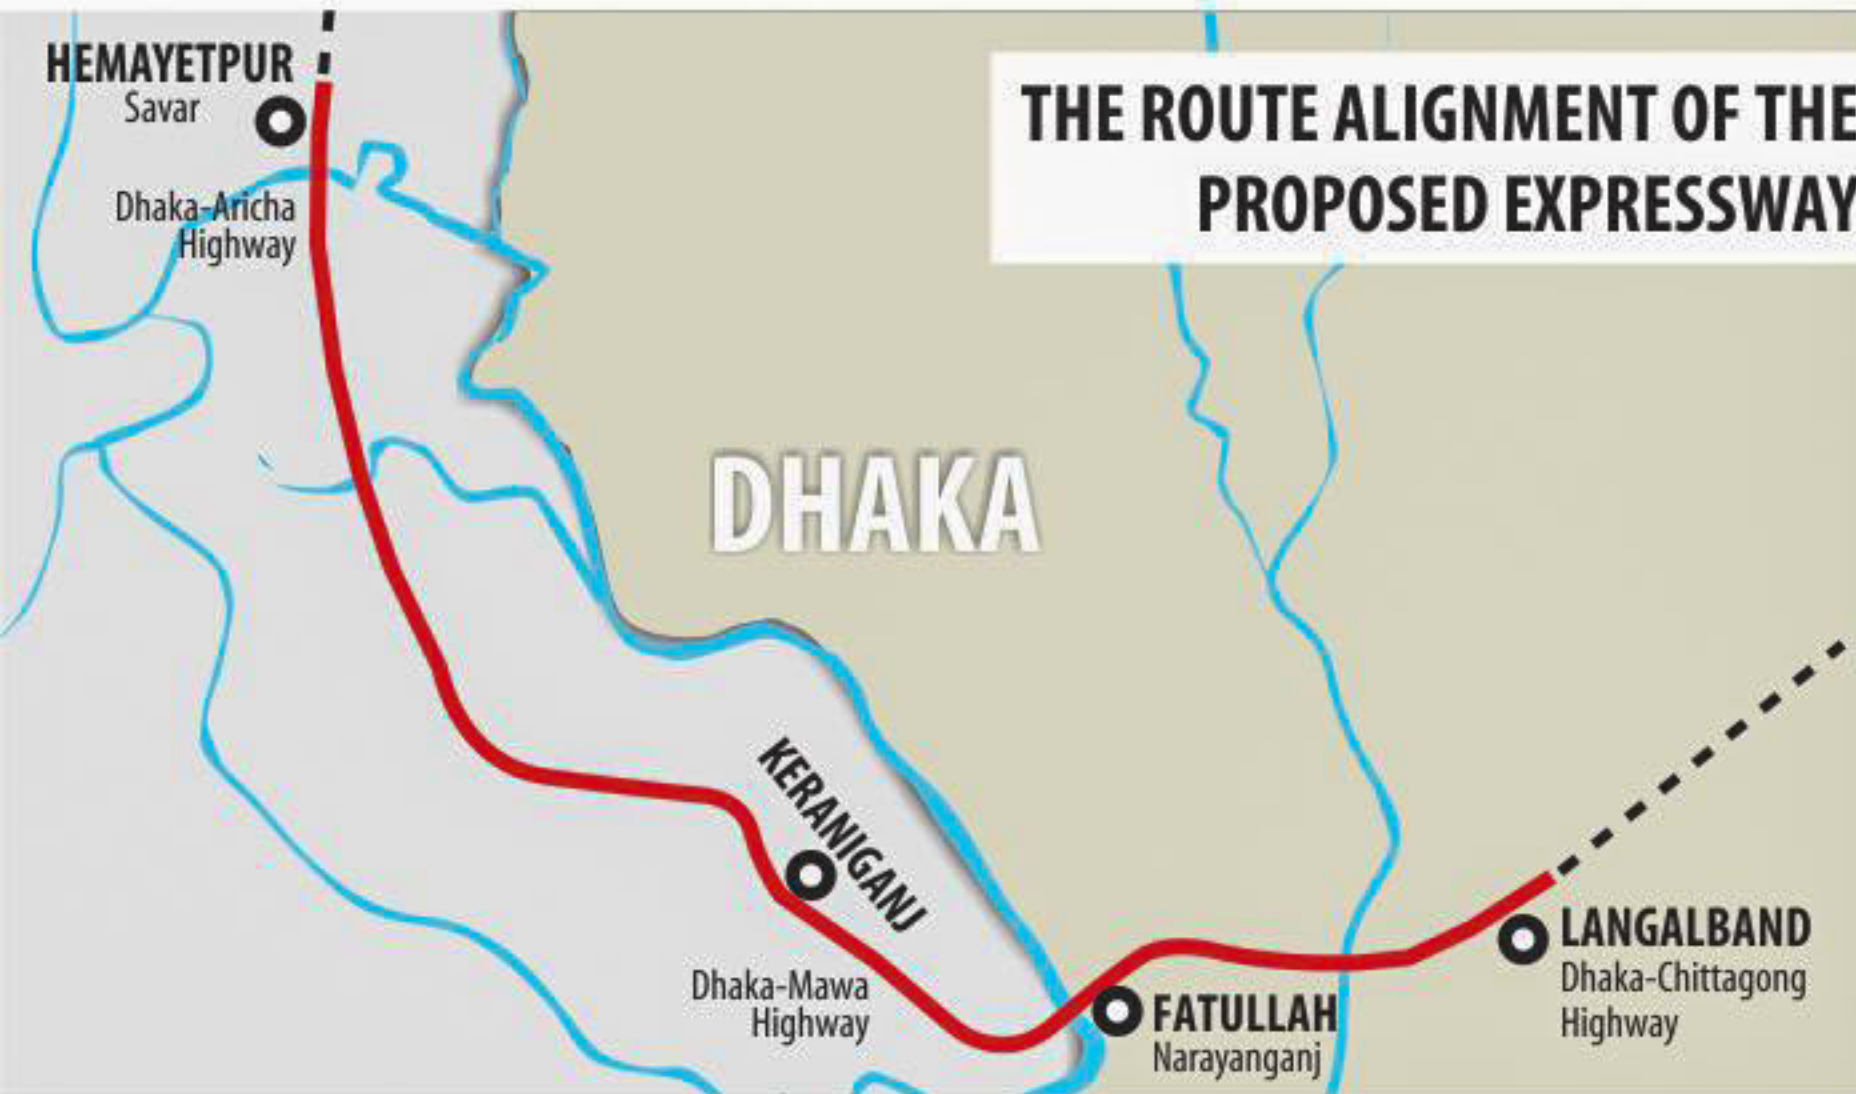 THE ROUTE ALIGNMENT OF THE
PROPOSED EXPRESSWAY
HEMAYETPUR
Savar
Dhaka-Aricha
Highway
DHAKA
KERANIGANJ
Dhaka-Mawa
Highway
FATULLAH
Narayanganj
LANGALBAND
Dhaka-Chittagong
Highway